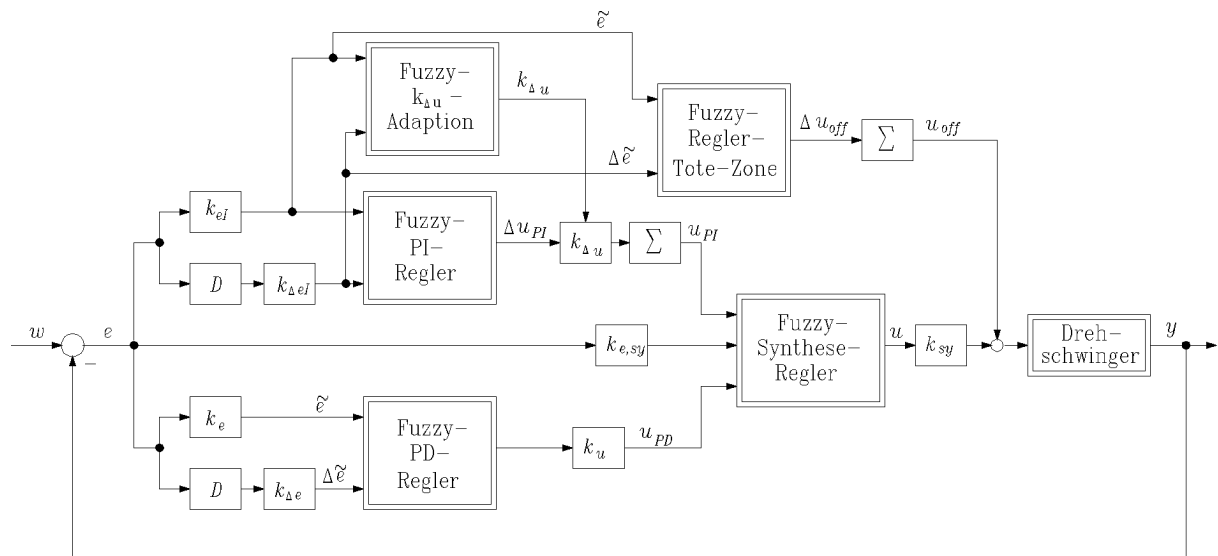 ẽ
Fuzzy-
k_Δu-
Adaption
k_Δu
Fuzzy-
Regler-
Tote-Zone
Δu_off
Σ
u_off
Δẽ
k_eI
Fuzzy-
PI-
Regler
Δu_PI
k_Δu
Σ
u_PI
D
k_ΔeI
w
e
−
k_e,sy
Fuzzy-
Synthese-
Regler
u
k_sy
Dreh-
schwinger
y
k_e
ẽ
Fuzzy-
PD-
Regler
k_u
u_PD
D
k_Δe
Δẽ